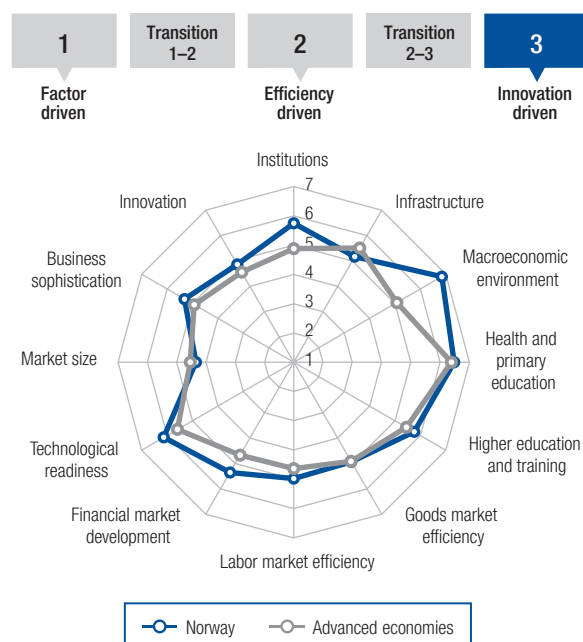 1
Transition
1–2
2
Transition
2–3
3
Factor
driven
Efficiency
driven
Innovation
driven
Institutions
Innovation
Infrastructure
Business
sophistication
Macroeconomic
environment
Market size
Health and
primary
education
Technological
readiness
Higher education
and training
Financial market
development
Goods market
efficiency
Labor market efficiency
7
6
5
4
3
2
1
Norway
Advanced economies